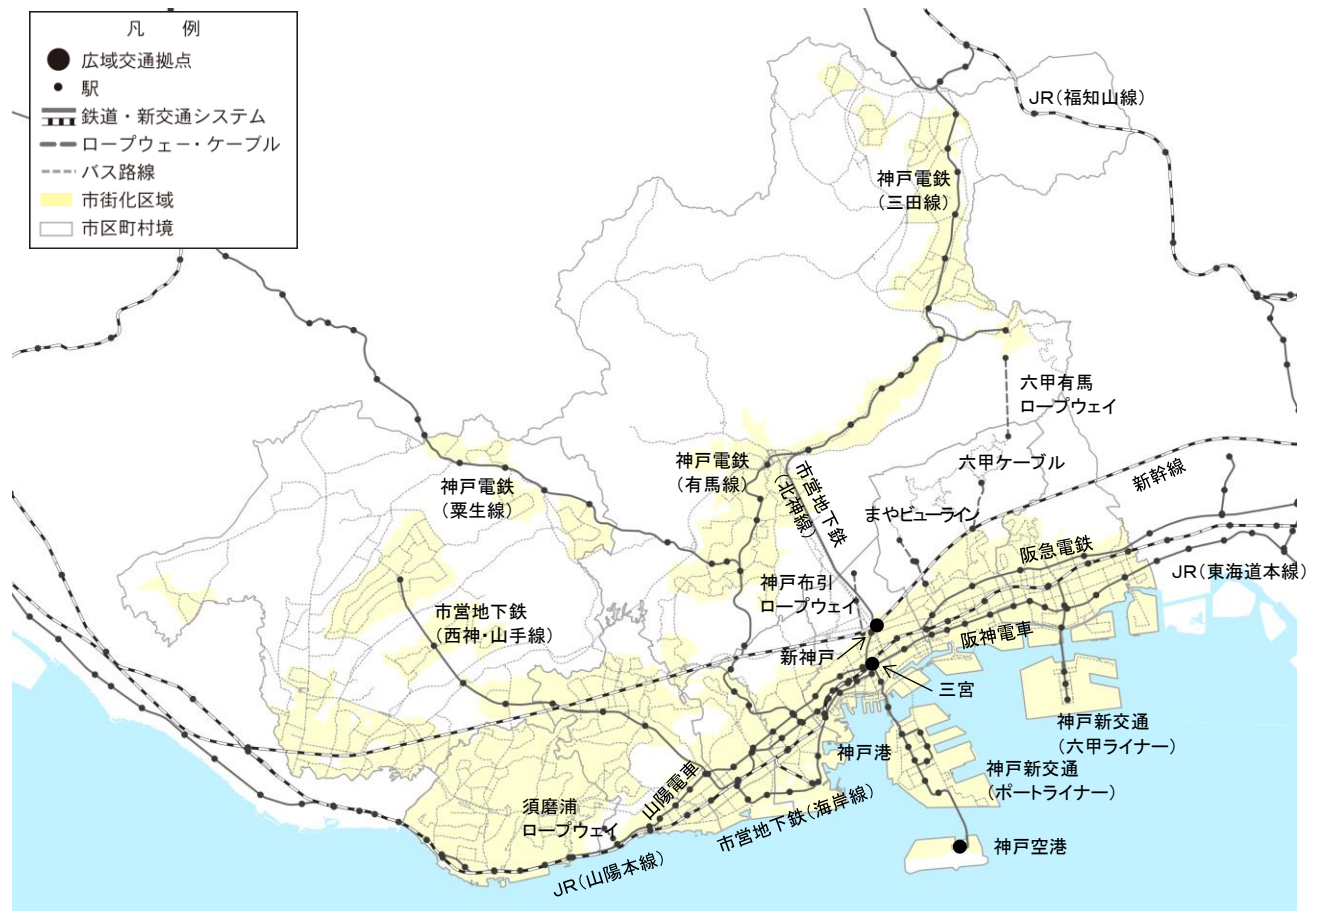 凡 例
広域交通拠点
駅
鉄道・新交通システム
ロープウェー・ケーブル
バス路線
市街化区域
市区町村境
JR(福知山線)
神戸電鉄
(三田線)
六甲有馬
ロープウェイ
神戸電鉄
(有馬線)
市営地下鉄
(北神線)
六甲ケーブル
新幹線
神戸電鉄
(粟生線)
まやビューライン
阪急電鉄
JR(東海道本線)
神戸布引
ロープウェイ
市営地下鉄
(西神・山手線)
阪神電車
新神戸
三宮
神戸新交通
(六甲ライナー)
神戸港
神戸新交通
(ポートライナー)
山陽電車
須磨浦
ロープウェイ
市営地下鉄(海岸線)
神戸空港
JR(山陽本線)